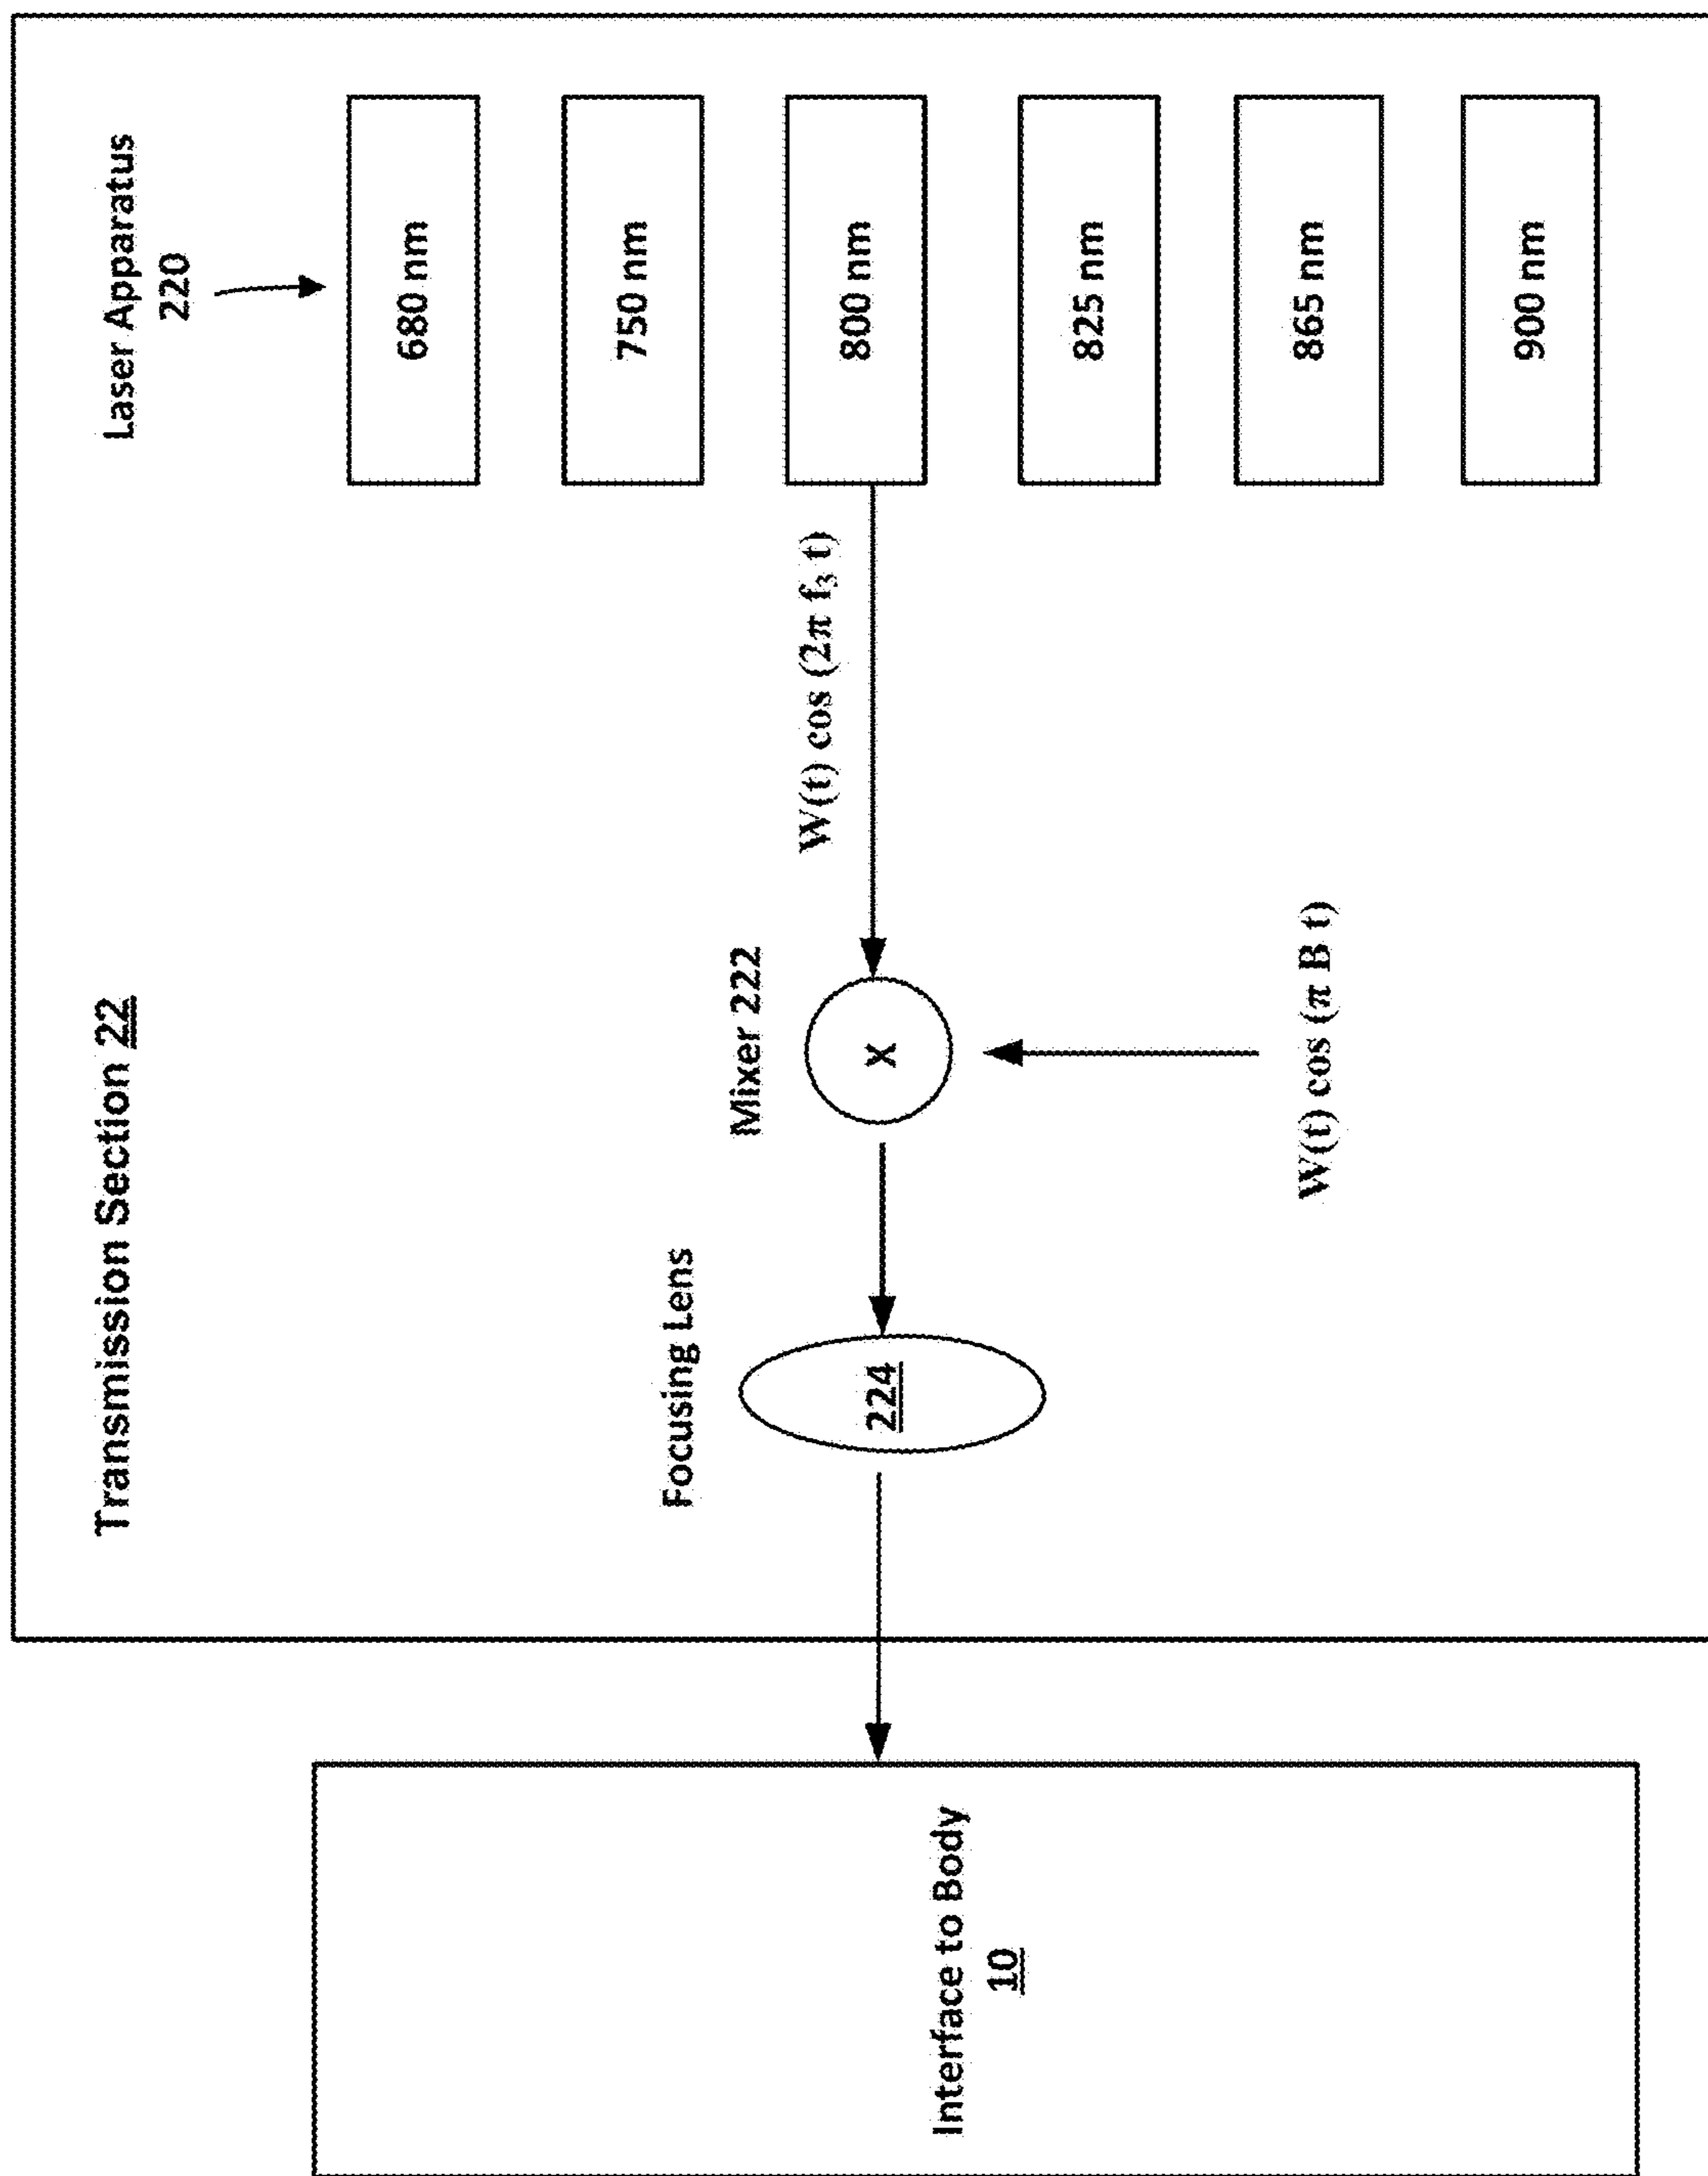 Transmission Section 22
Laser Apparatus
220
680 nm
750 nm
800 nm
825 nm
865 nm
900 nm
W(t) cos (2π f₃ t)
Mixer 222
X
W(t) cos (π B t)
Focusing Lens
224
Interface to Body
10